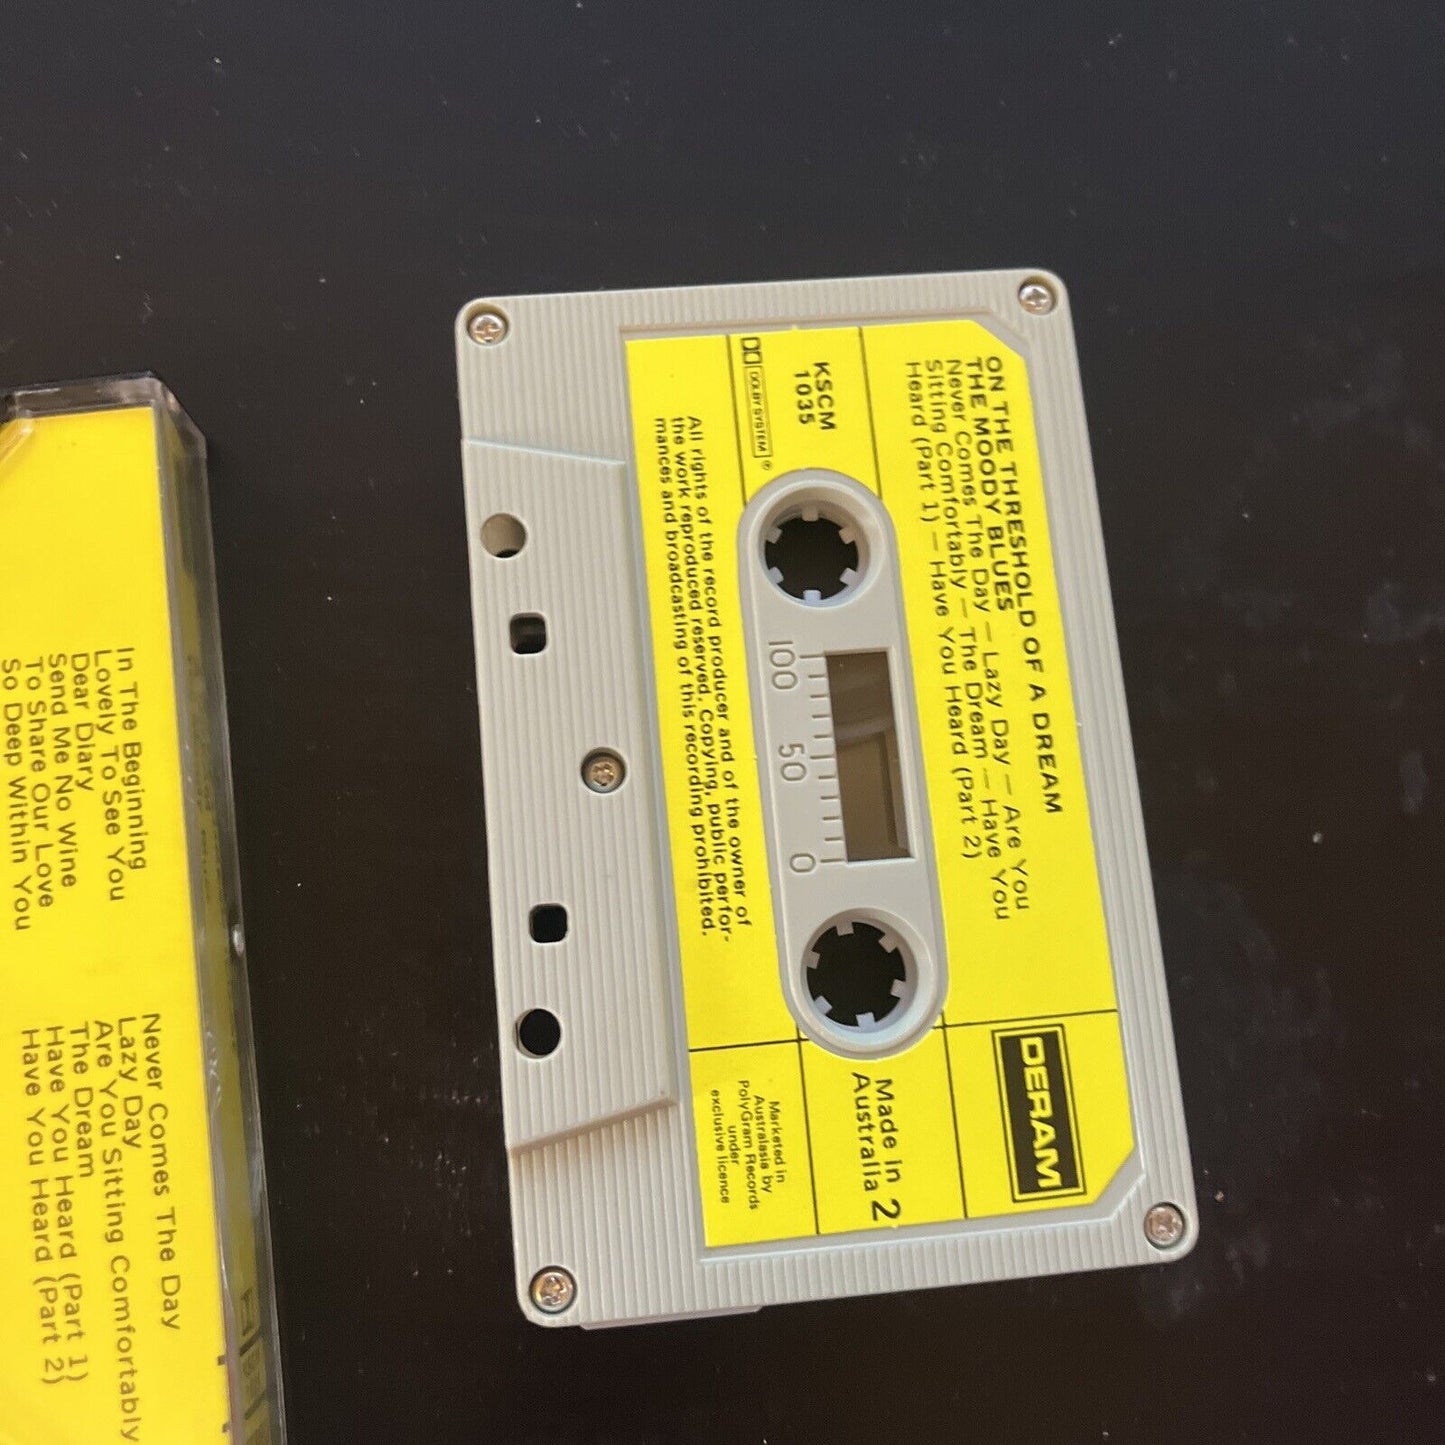 ON THE THRESHOLD OF A DREAM
THE MOODY BLUES
Never Comes The Day — Lazy Day — Are You
Sitting Comfortably — The Dream — Have You
Heard (Part 1) — Have You Heard (Part 2)
KSCM
1035
DOLBY SYSTEM ®
100 50 0
All rights of the record producer and of the owner of
the work reproduced reserved. Copying, public perfor-
mances and broadcasting of this recording prohibited.
DERAM
Made in
Australia 2
Marketed in
Australasia by
PolyGram Records
under
exclusive licence
In The Beginning
Lovely To See You
Dear Diary
Send Me No Wine
To Share Our Love
So Deep Within You
Never Comes The Day
Lazy Day
Are You Sitting Comfortably
The Dream
Have You Heard (Part 1)
Have You Heard (Part 2)